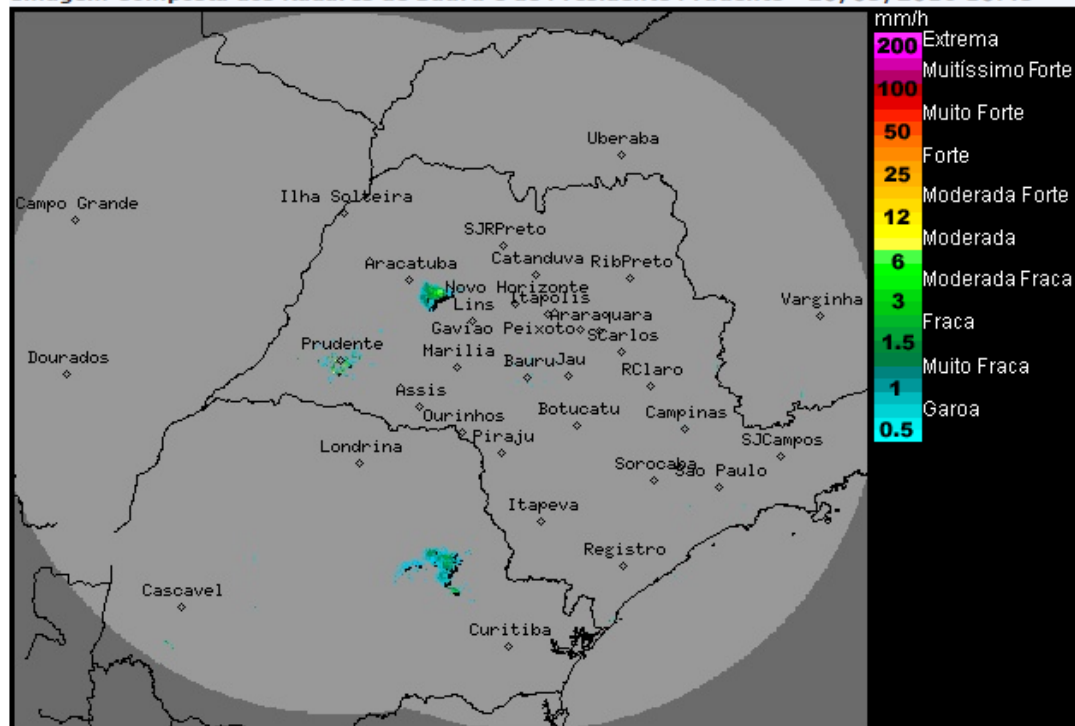 mm/h
200 Extrema
Muitíssimo Forte
100
Muito Forte
50
Forte
25
Moderada Forte
12
Moderada
6
Moderada Fraca
3
Fraca
1.5
Muito Fraca
1
Garoa
0.5
Uberaba
Campo Grande
Ilha Solteira
SJRPreto
Catanduva
RibPreto
Aracatuba
Novo Horizonte
Itapolis
Lins
Araraquara
Varginha
Gaviao Peixoto
SCarlos
Prudente
Marilia
Dourados
Bauru
Jau
RClaro
Assis
Ourinhos
Botucatu
Campinas
Piraju
Londrina
SJCampos
Sorocaba
Sao Paulo
Itapeva
Registro
Cascavel
Curitiba